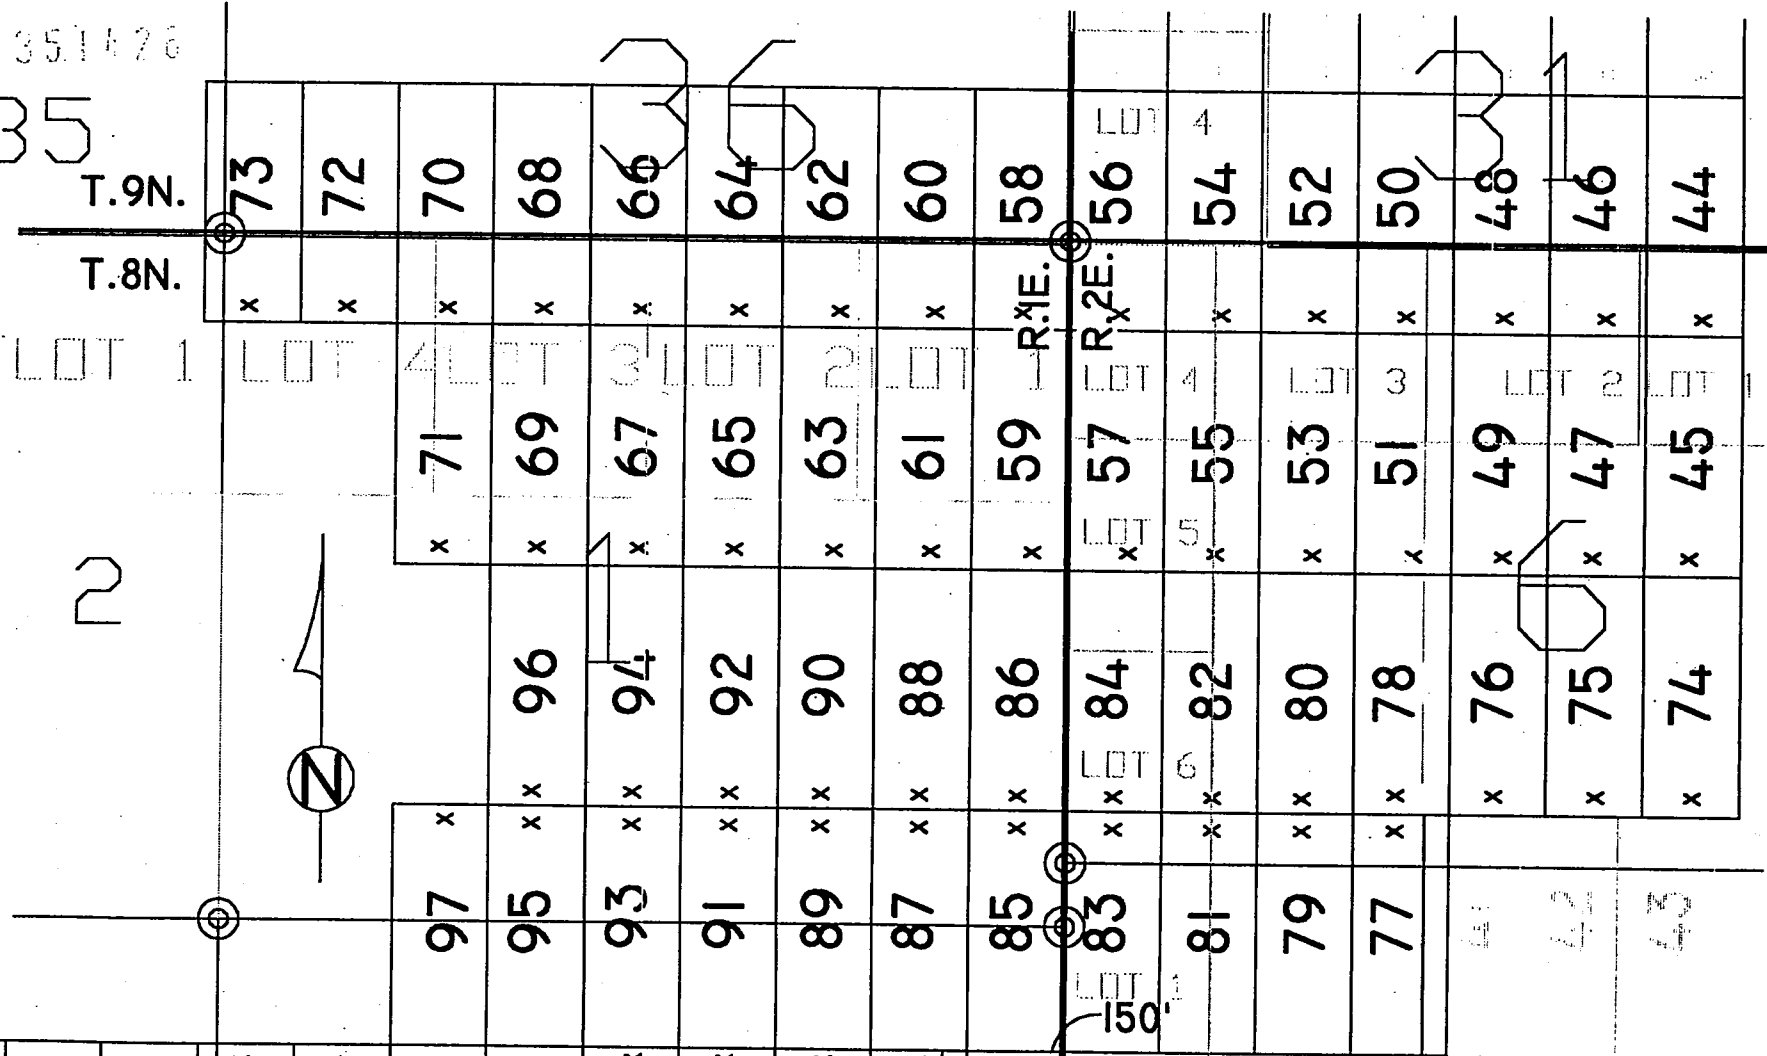 36 31
35
LOT 4
T.9N.
73 72 70 68 66 64 62 60 58 56 54 52 50 48 46 44
T.8N.
R.1E. R.2E.
x x x x x x x x x x x x x x x x
LOT 1 LOT 4 LOT 3 LOT 2 LOT 1 LOT 4 LOT 3 LOT 2 LOT 1
71 69 67 65 63 61 59 57 55 53 51 49 47 45
LOT 5
x x x x x x x x x x x x x x
2 1 6
96 94 92 90 88 86 84 82 80 78 76 75 74
N
LOT 6
x x x x x x x x x x x x x
x x x x x x x x x x x
97 95 93 91 89 87 85 83 81 79 77 42 43
LOT 1
150'